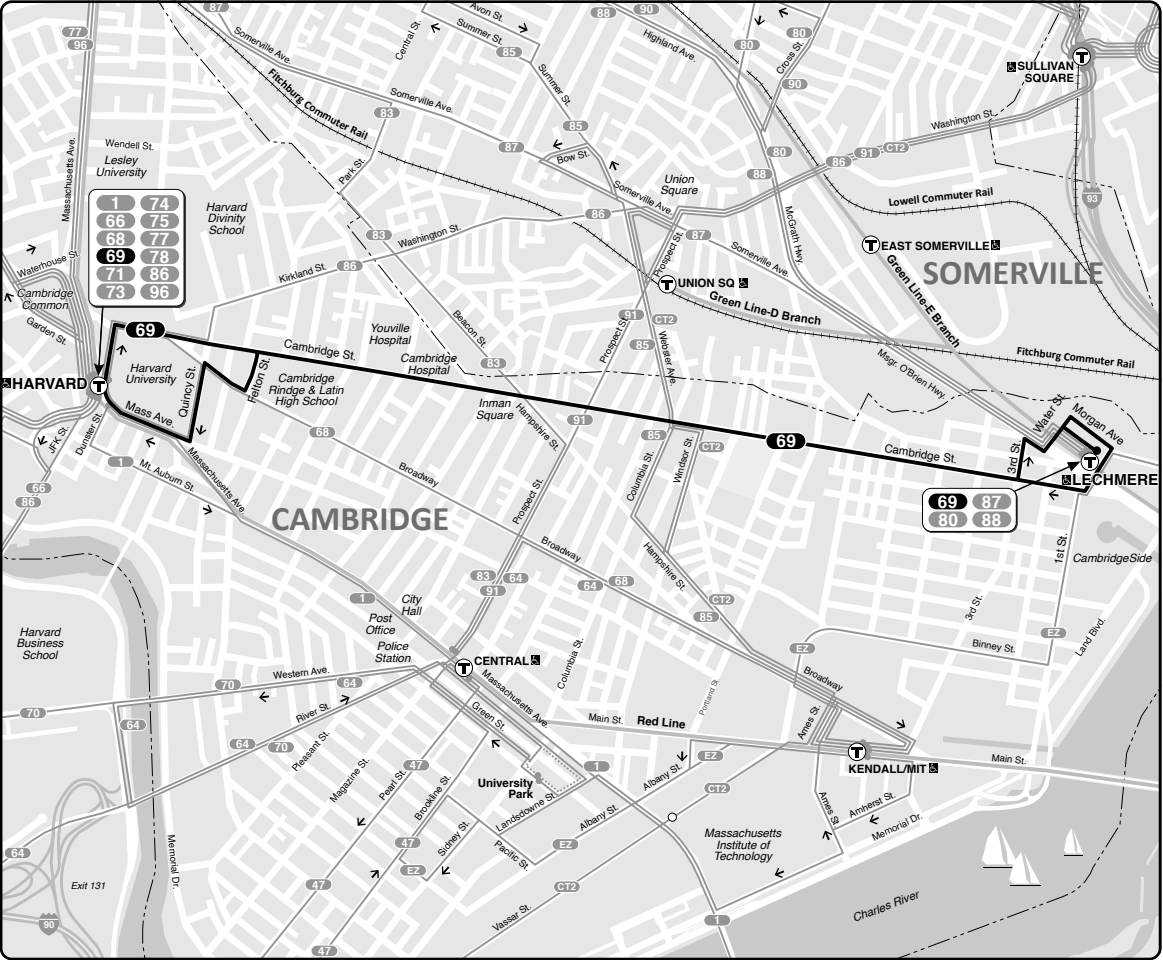 87
Avon St.
88
90
77
96
Central St.
Summer St.
85
Somerville Ave.
Highland Ave.
80
80
Cross St.
90
SULLIVAN
SQUARE
Fitchburg Commuter Rail
Summer St.
Somerville Ave.
83
85
87
Washington St.
Massachusetts Ave.
Wendell St.
Lesley
University
Bow St.
80
86
91
CT2
Park St.
88
Union
Square
Somerville Ave.
Lowell Commuter Rail
93
1
74
66
75
68
77
69
78
71
86
73
96
Harvard
Divinity
School
86
83
Washington St.
87
McGrath Hwy.
Somerville Ave.
Prospect St.
EAST SOMERVILLE
SOMERVILLE
Waterhouse St.
Kirkland St.
86
UNION SQ
Green Line-D Branch
Green Line-E Branch
Cambridge
Common
Garden St.
Beacon St.
91
CT2
85
Prospect St.
Webster Ave.
69
Youville
Hospital
Cambridge St.
Cambridge
Hospital
83
Msgr. O'Brien Hwy.
Fitchburg Commuter Rail
HARVARD
Harvard
University
Quincy St.
Felton St.
Cambridge
Rindge & Latin
High School
Inman
Square
Hampshire St.
Mass Ave.
Dunster St.
JFK St.
68
91
85
CT2
69
Cambridge St.
3rd St.
Water St.
Morgan Ave
LECHMERE
69
87
80
88
1
Mt. Auburn St.
Massachusetts Ave.
Broadway
Columbia St.
Windsor St.
Prospect St.
66
86
CAMBRIDGE
Broadway
Hampshire St.
1st St.
CambridgeSide
83
64
91
64
68
CT2
85
3rd St.
1
City
Hall
Post
Office
Police
Station
Harvard
Business
School
Columbia St.
EZ
EZ
Binney St.
Land Blvd.
CENTRAL
Massachusetts Ave.
Western Ave.
70
64
70
64
River St.
64
70
Green St.
Portland St.
Broadway
Ames St.
Main St.
Red Line
KENDALL/MIT
Main St.
Pleasant St.
Magazine St.
Pearl St.
47
Brookline St.
University
Park
1
EZ
Albany St.
CT2
Landsdowne St.
Albany St.
Ames St
Amherst St.
Memorial Dr.
Sidney St.
47
EZ
Pacific St.
EZ
Massachusetts
Institute of
Technology
64
Memorial Dr.
Exit 131
90
47
CT2
Vassar St.
47
1
Charles River